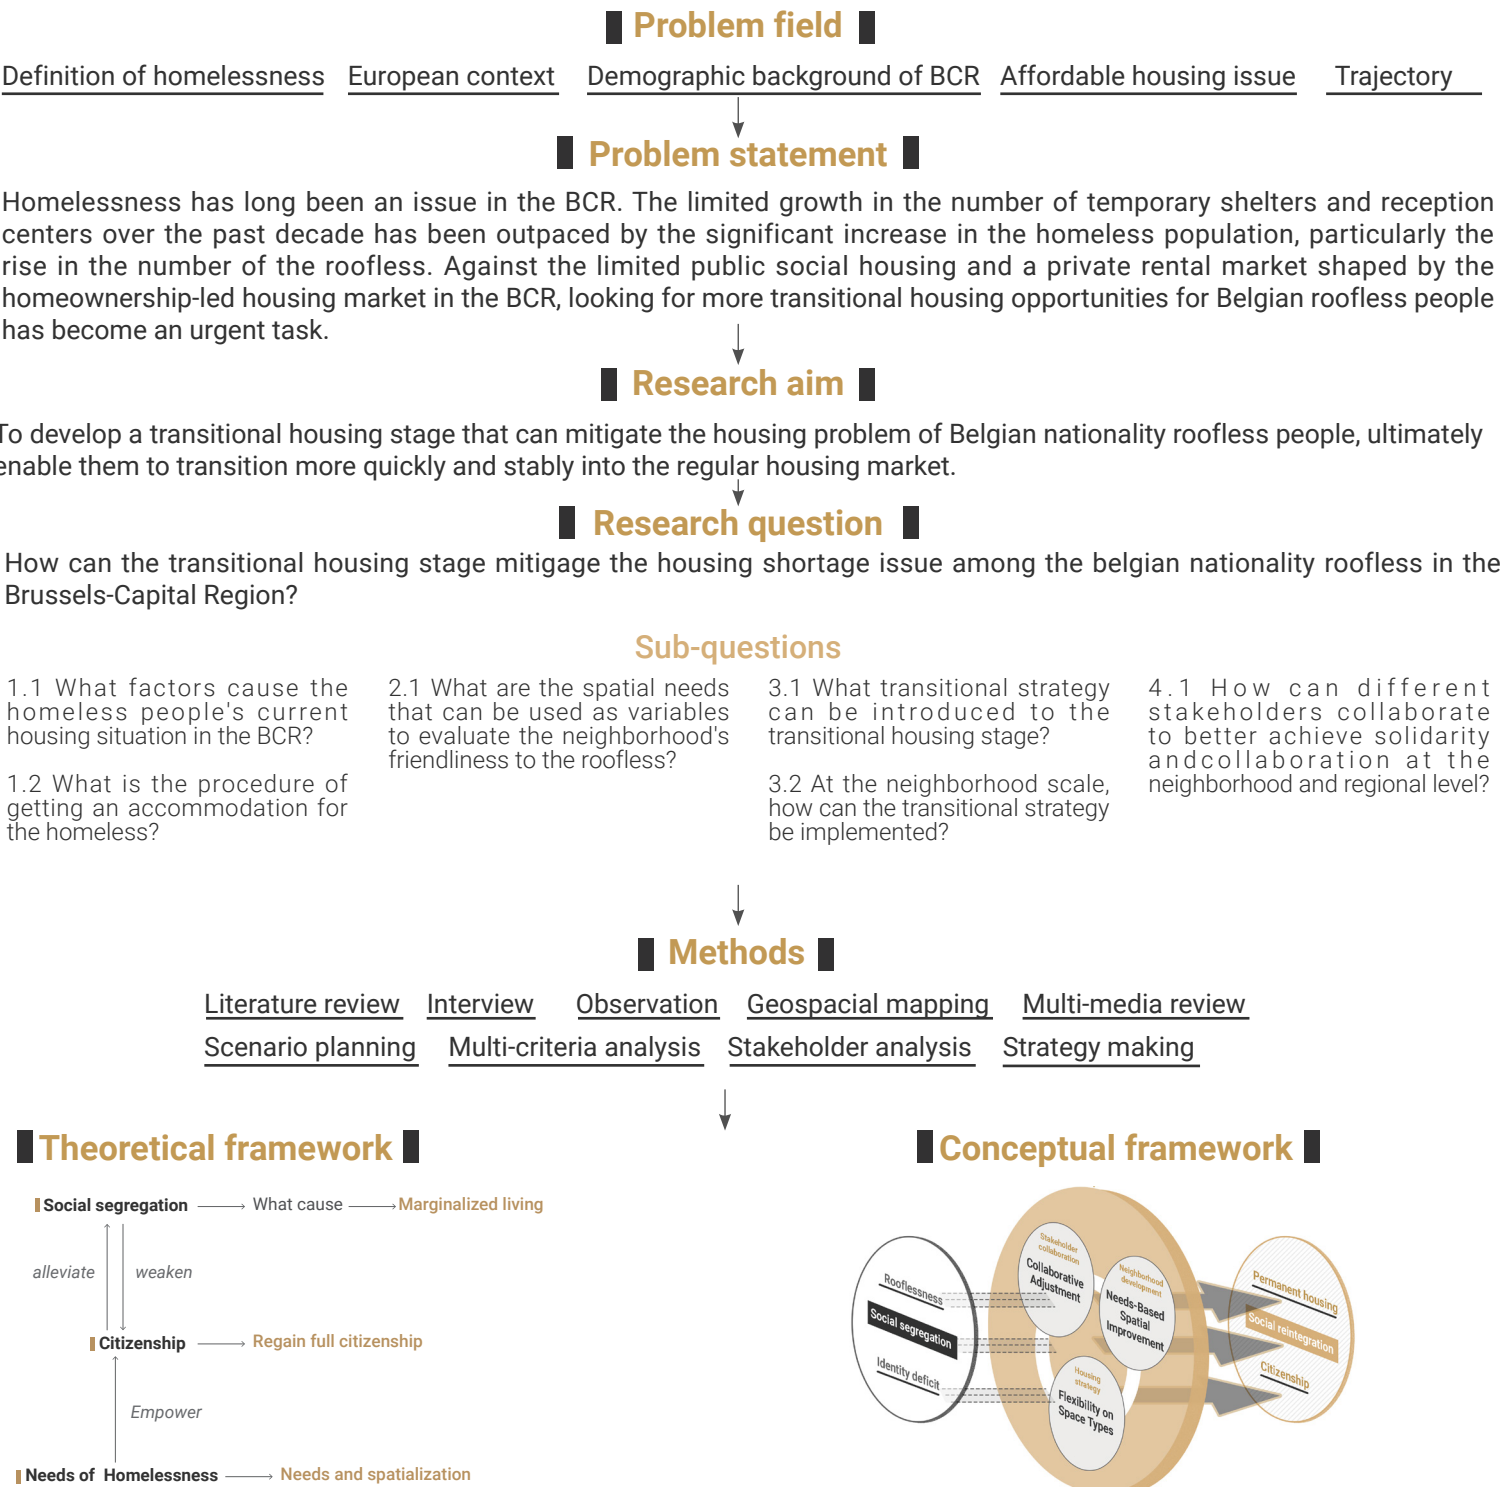 Problem field
Definition of homelessness European context Demographic background of BCR Affordable housing issue Trajectory
Problem statement
Homelessness has long been an issue in the BCR. The limited growth in the number of temporary shelters and reception
centers over the past decade has been outpaced by the significant increase in the homeless population, particularly the
rise in the number of the roofless. Against the limited public social housing and a private rental market shaped by the
homeownership-led housing market in the BCR, looking for more transitional housing opportunities for Belgian roofless people
has become an urgent task.
Research aim
To develop a transitional housing stage that can mitigate the housing problem of Belgian nationality roofless people, ultimately
enable them to transition more quickly and stably into the regular housing market.
Research question
How can the transitional housing stage mitigage the housing shortage issue among the belgian nationality roofless in the
Brussels-Capital Region?
Sub-questions
1.1 What factors cause the
homeless people's current
housing situation in the BCR?
1.2 What is the procedure of
getting an accommodation for
the homeless?
2.1 What are the spatial needs
that can be used as variables
to evaluate the neighborhood's
friendliness to the roofless?
3.1 What transitional strategy
can be introduced to the
transitional housing stage?
3.2 At the neighborhood scale,
how can the transitional strategy
be implemented?
4.1 How can different
stakeholders collaborate
to better achieve solidarity
andcollaboration at the
neighborhood and regional level?
Methods
Literature review Interview Observation Geospacial mapping Multi-media review
Scenario planning Multi-criteria analysis Stakeholder analysis Strategy making
Theoretical framework
Social segregation What cause Marginalized living
alleviate weaken
Citizenship Regain full citizenship
Empower
Needs of Homelessness Needs and spatialization
Conceptual framework
Rooflessness
Social segregation
Identity deficit
Stakeholder
collaboration
Collaborative
Adjustment
Neighborhood
development
Needs-Based
Spatial
Improvement
Housing
strategy
Flexibility on
Space Types
Permanent housing
Social reintegration
Citizenship